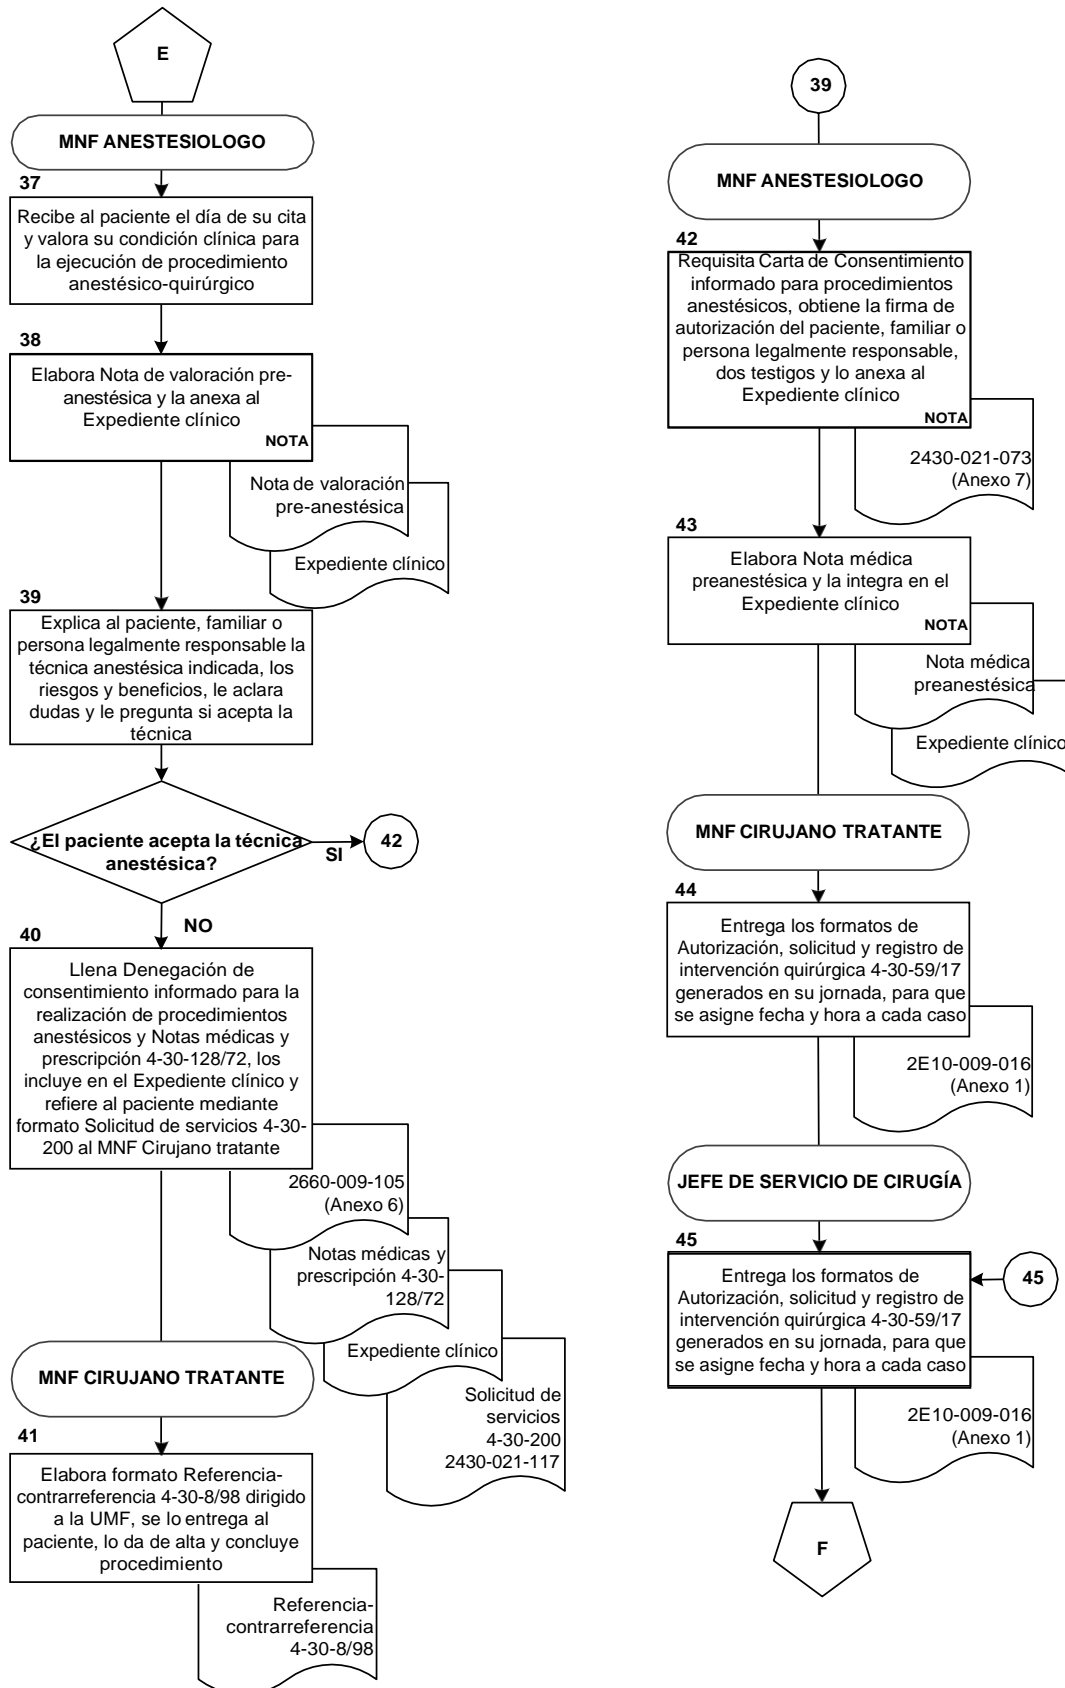 E
MNF ANESTESIOLOGO
37
Recibe al paciente el día de su cita
y valora su condición clínica para
la ejecución de procedimiento
anestésico-quirúrgico
38
Elabora Nota de valoración pre-
anestésica y la anexa al
Expediente clínico
NOTA
Nota de valoración
pre-anestésica
Expediente clínico
39
Explica al paciente, familiar o
persona legalmente responsable la
técnica anestésica indicada, los
riesgos y beneficios, le aclara
dudas y le pregunta si acepta la
técnica
¿El paciente acepta la técnica
anestésica?
SI
42
NO
40
Llena Denegación de
consentimiento informado para la
realización de procedimientos
anestésicos y Notas médicas y
prescripción 4-30-128/72, los
incluye en el Expediente clínico y
refiere al paciente mediante
formato Solicitud de servicios 4-30-
200 al MNF Cirujano tratante
2660-009-105
(Anexo 6)
Notas médicas y
prescripción 4-30-
128/72
Expediente clínico
Solicitud de
servicios
4-30-200
2430-021-117
MNF CIRUJANO TRATANTE
41
Elabora formato Referencia-
contrarreferencia 4-30-8/98 dirigido
a la UMF, se lo entrega al
paciente, lo da de alta y concluye
procedimiento
Referencia-
contrarreferencia
4-30-8/98
39
MNF ANESTESIOLOGO
42
Requisita Carta de Consentimiento
informado para procedimientos
anestésicos, obtiene la firma de
autorización del paciente, familiar o
persona legalmente responsable,
dos testigos y lo anexa al
Expediente clínico
NOTA
2430-021-073
(Anexo 7)
43
Elabora Nota médica
preanestésica y la integra en el
Expediente clínico
NOTA
Nota médica
preanestésica
Expediente clínico
MNF CIRUJANO TRATANTE
44
Entrega los formatos de
Autorización, solicitud y registro de
intervención quirúrgica 4-30-59/17
generados en su jornada, para que
se asigne fecha y hora a cada caso
2E10-009-016
(Anexo 1)
JEFE DE SERVICIO DE CIRUGÍA
45
Entrega los formatos de
Autorización, solicitud y registro de
intervención quirúrgica 4-30-59/17
generados en su jornada, para que
se asigne fecha y hora a cada caso
45
2E10-009-016
(Anexo 1)
F